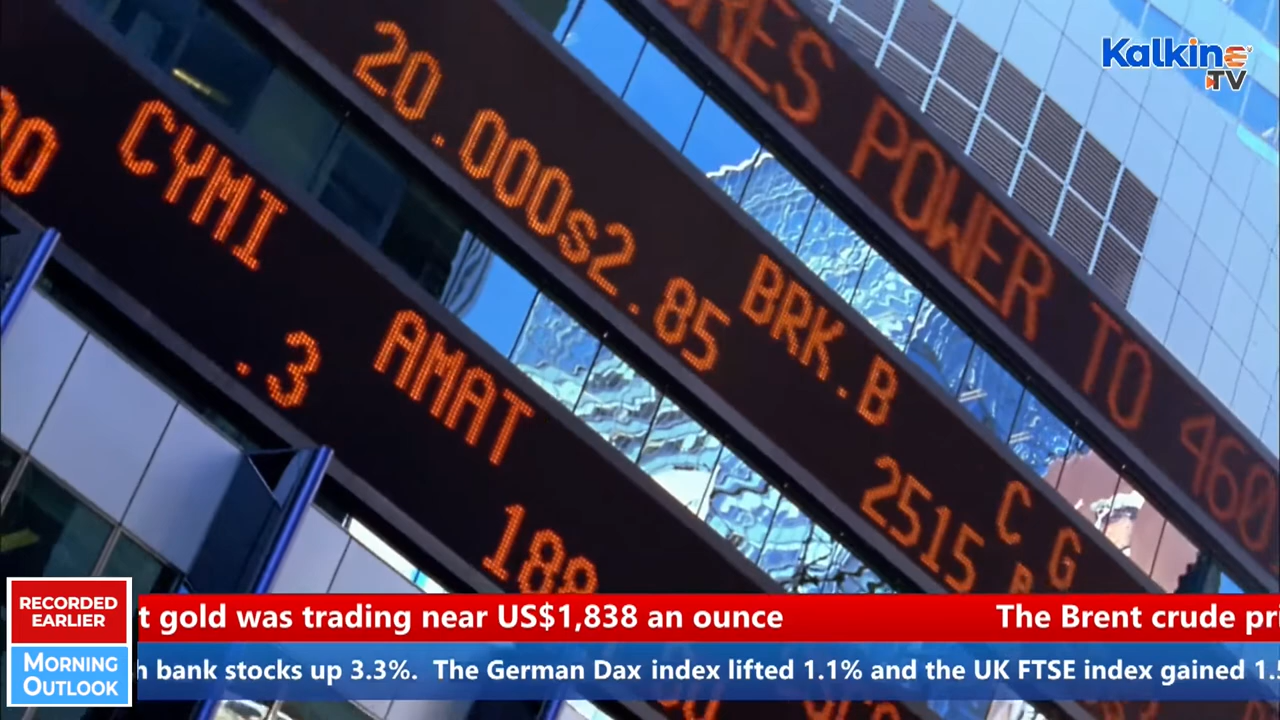 Kalkine
TV
RES POWER TO 460
20.000s2.85
BRK.B
2515
C G
CYMI
.3
AMAT
188
RECORDED
EARLIER
t gold was trading near US$1,838 an ounce
The Brent crude pri
MORNING
OUTLOOK
h bank stocks up 3.3%. The German Dax index lifted 1.1% and the UK FTSE index gained 1.